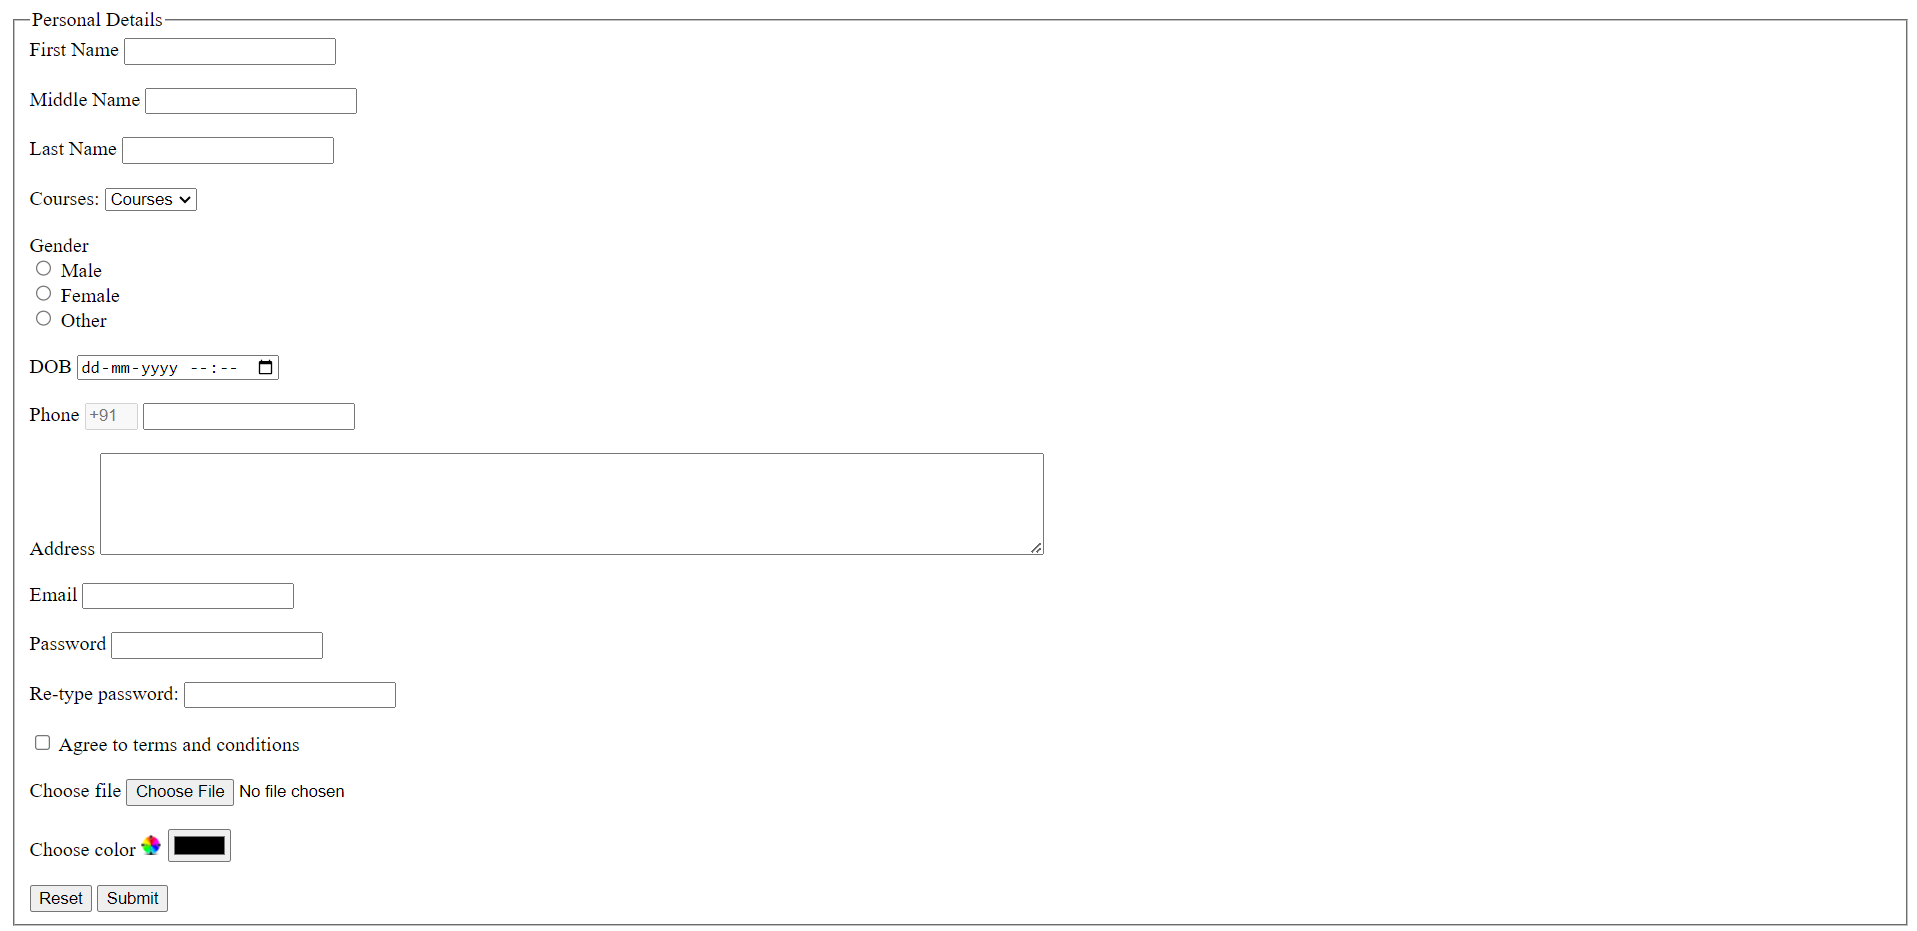 Personal Details
First Name
Middle Name
Last Name
Courses: Courses
Gender
Male
Female
Other
DOB dd-mm-yyyy --:--
Phone +91
Address
Email
Password
Re-type password:
Agree to terms and conditions
Choose file Choose File No file chosen
Choose color
Reset Submit